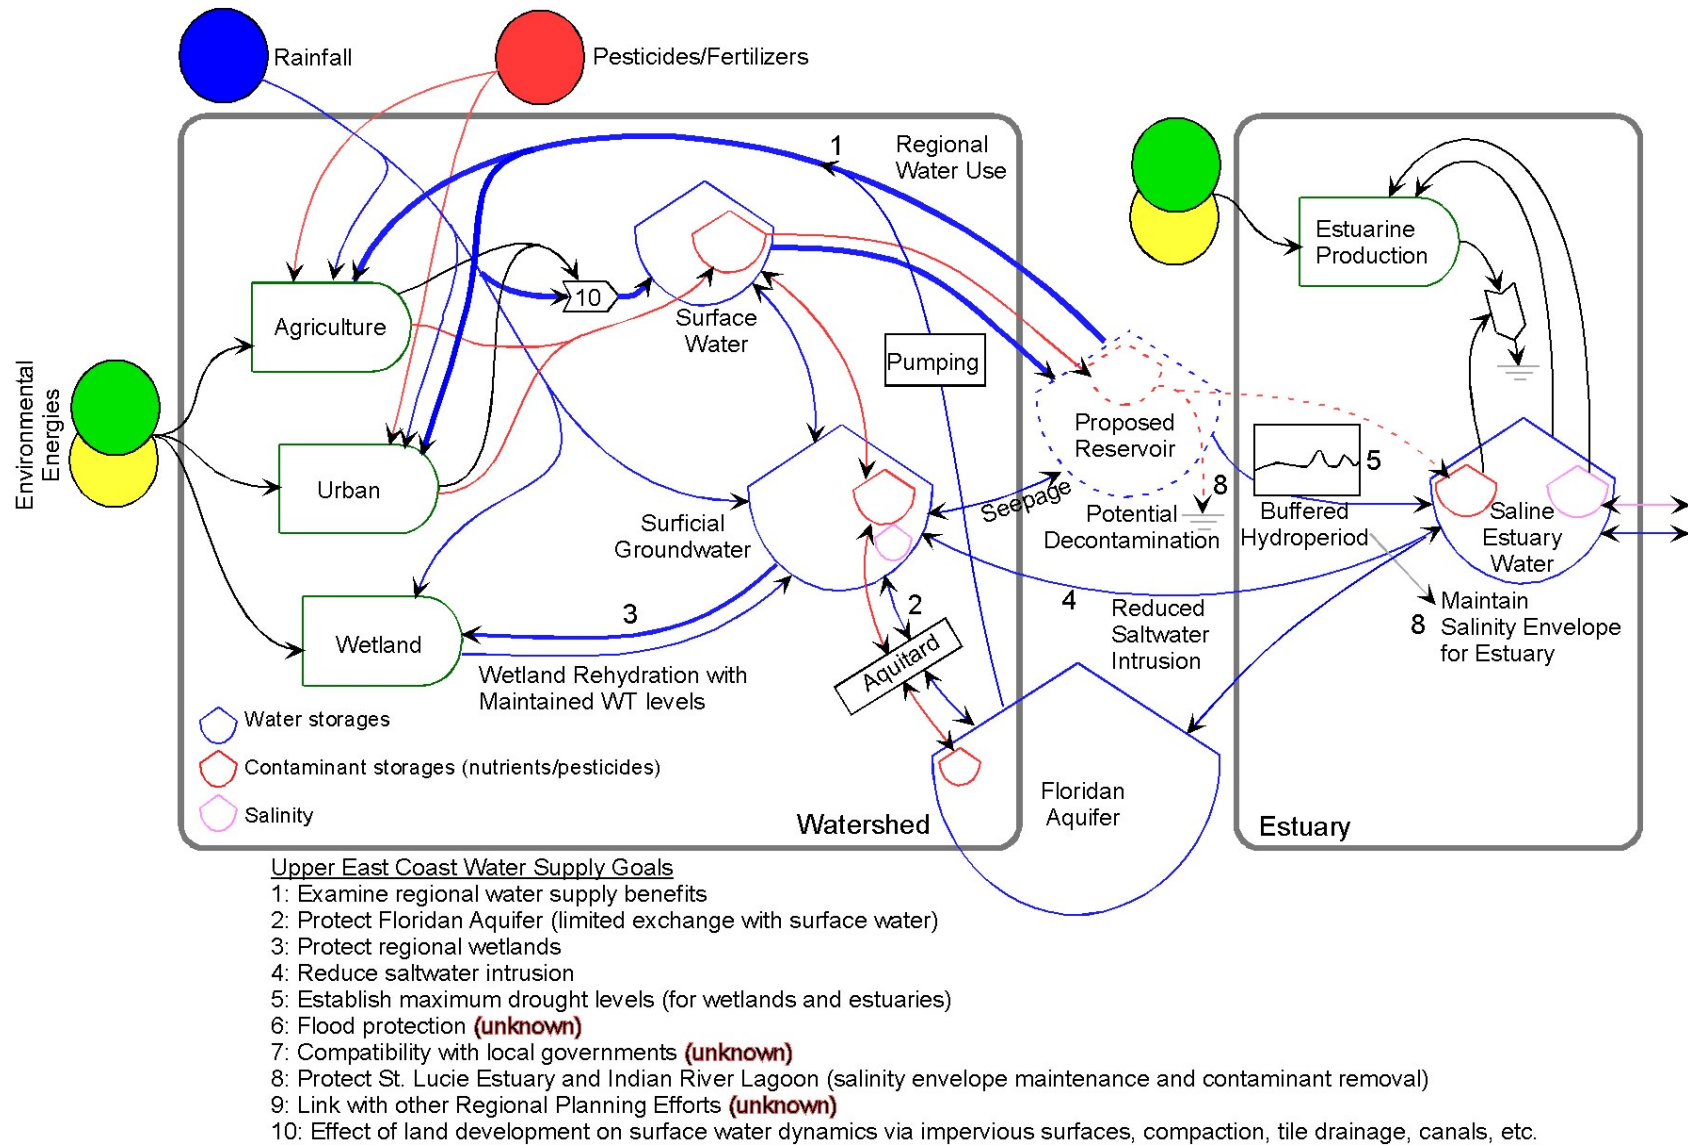 Rainfall
Pesticides/Fertilizers
1
Regional
Water Use
Estuarine
Production
10
Agriculture
Surface
Water
Pumping
Environmental
Energies
Proposed
Reservoir
5
Urban
8
Seepage
Surficial
Groundwater
Potential
Decontamination
Buffered
Hydroperiod
Saline
Estuary
Water
2
4
3
Reduced
Saltwater
Intrusion
8
Maintain
Salinity Envelope
for Estuary
Wetland
Aquitard
Wetland Rehydration with
Maintained WT levels
Water storages
Contaminant storages (nutrients/pesticides)
Salinity
Floridan
Aquifer
Watershed
Estuary
Upper East Coast Water Supply Goals
1: Examine regional water supply benefits
2: Protect Floridan Aquifer (limited exchange with surface water)
3: Protect regional wetlands
4: Reduce saltwater intrusion
5: Establish maximum drought levels (for wetlands and estuaries)
6: Flood protection (unknown)
7: Compatibility with local governments (unknown)
8: Protect St. Lucie Estuary and Indian River Lagoon (salinity envelope maintenance and contaminant removal)
9: Link with other Regional Planning Efforts (unknown)
10: Effect of land development on surface water dynamics via impervious surfaces, compaction, tile drainage, canals, etc.